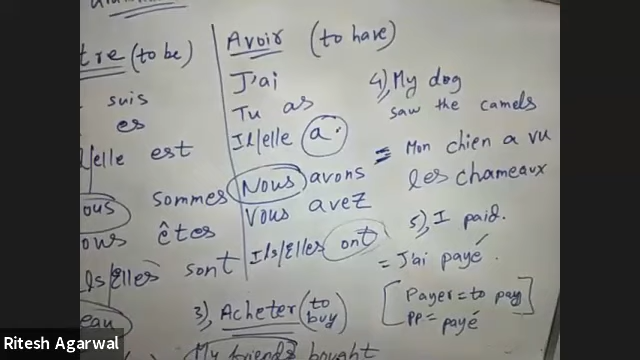 tre (to be)
suis
es
/elle est
ous sommes
ous êtes
ls/Elles sont
eau
Avoir (to have)
J'ai
Tu as
Il/elle a.
Nous avons
Vous avez
Ils/Elles ont
3), Acheter (to buy)
My friends bought
4), My dog
saw the camels
= Mon chien a vu
les chameaux
5), I paid.
= J'ai payé.
[Payer = to pay
pp = payé]
Ritesh Agarwal